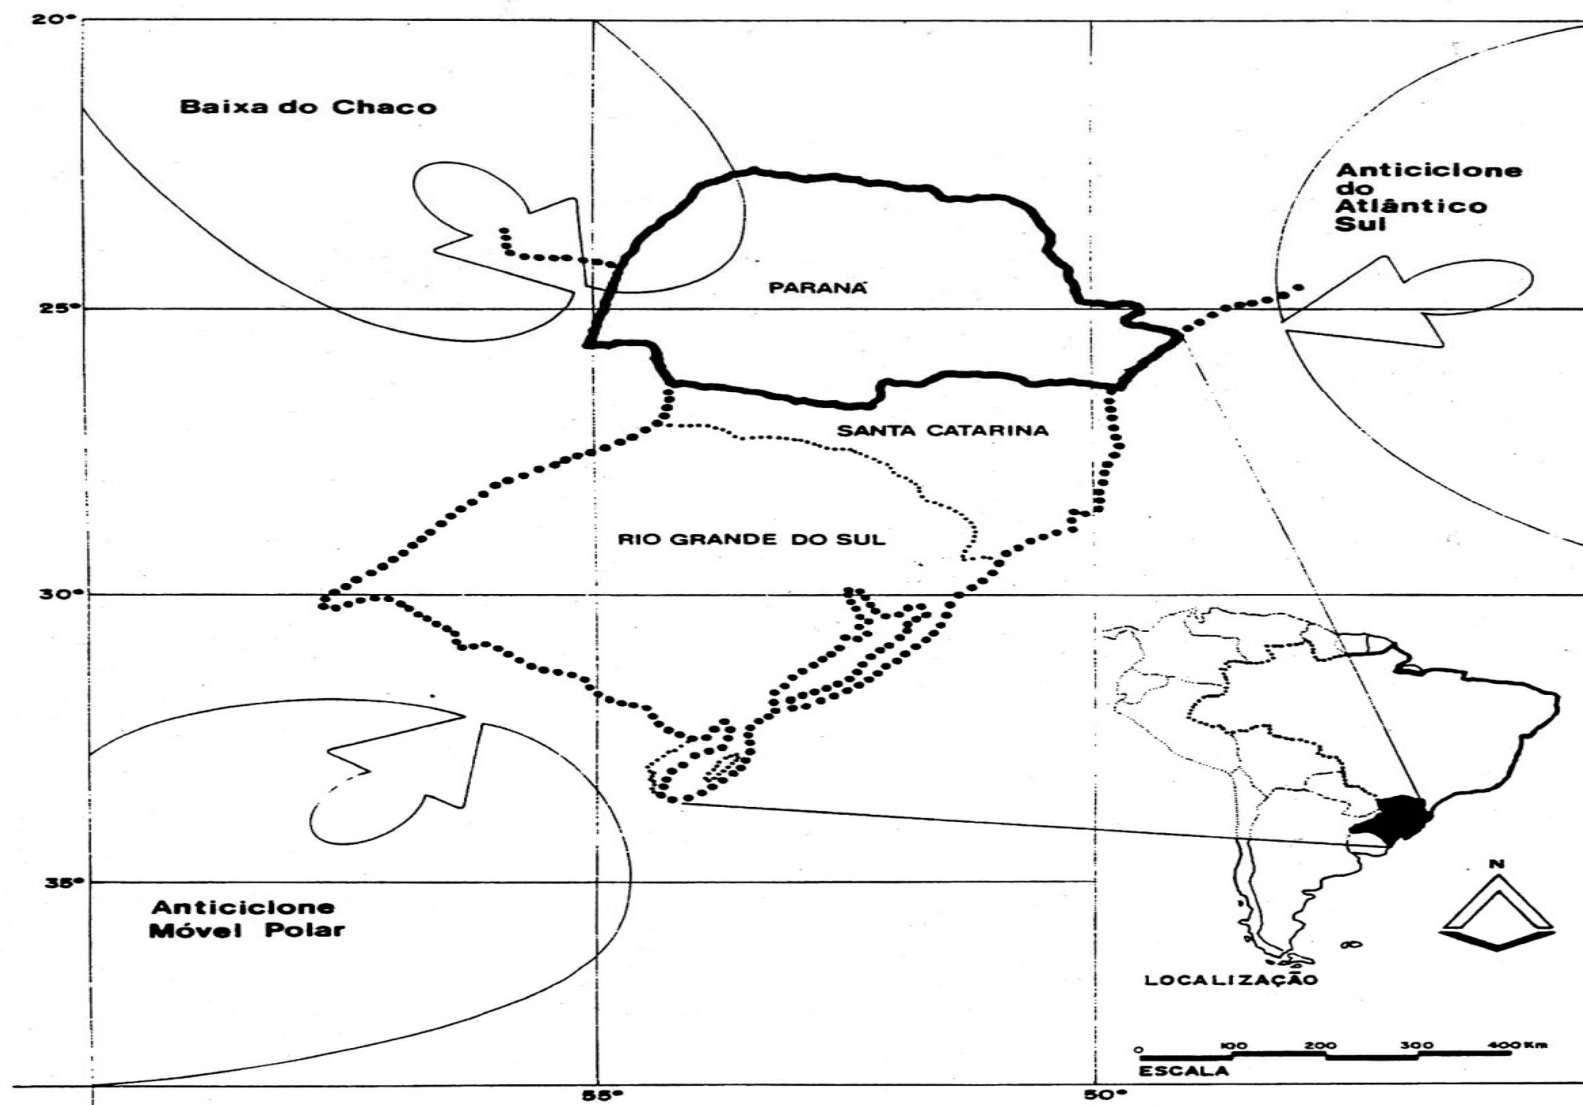 20°
Baixa do Chaco
Anticiclone
do
Atlântico
Sul
PARANÁ
25°
SANTA CATARINA
RIO GRANDE DO SUL
30°
35°
Anticiclone
Móvel Polar
N
LOCALIZAÇÃO
0 100 200 300 400 Km
ESCALA
55° 50°